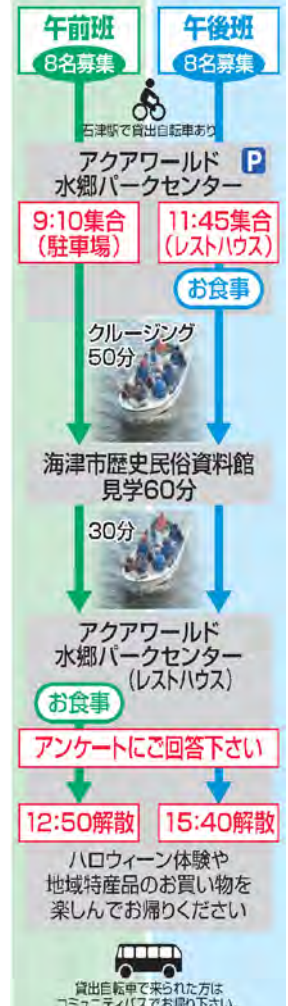 午前班
8名募集
午後班
8名募集
石津駅で貸出自転車あり
アクアワールド P
水郷パークセンター
9:10集合
(駐車場)
11:45集合
(レストハウス)
お食事
クルージング
50分
海津市歴史民俗資料館
見学60分
30分
アクアワールド
水郷パークセンター
(レストハウス)
お食事
アンケートにご回答下さい
12:50解散
15:40解散
ハロウィーン体験や
地域特産品のお買い物を
楽しんでお帰りください
貸出自転車で来られた方は
コミュニティバスでお帰り下さい